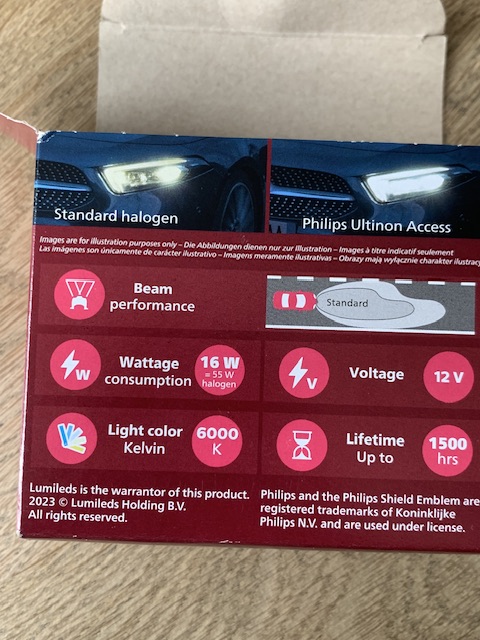 Standard halogen
Philips Ultinon Access
Images are for illustration purposes only – Die Abbildungen dienen nur zur Illustration – Images à titre indicatif seulement
Las imágenes son únicamente de carácter ilustrativo – Imagens meramente ilustrativas – Obrazy mają wyłącznie charakter
Beam
performance
Standard
Wattage
consumption
W
16 W
= 55 W
halogen
V
Voltage
12 V
Light color
Kelvin
6000
K
Lifetime
Up to
1500
hrs
Lumileds is the warrantor of this product.
2023 © Lumileds Holding B.V.
All rights reserved.
Philips and the Philips Shield Emblem are
registered trademarks of Koninklijke
Philips N.V. and are used under license.